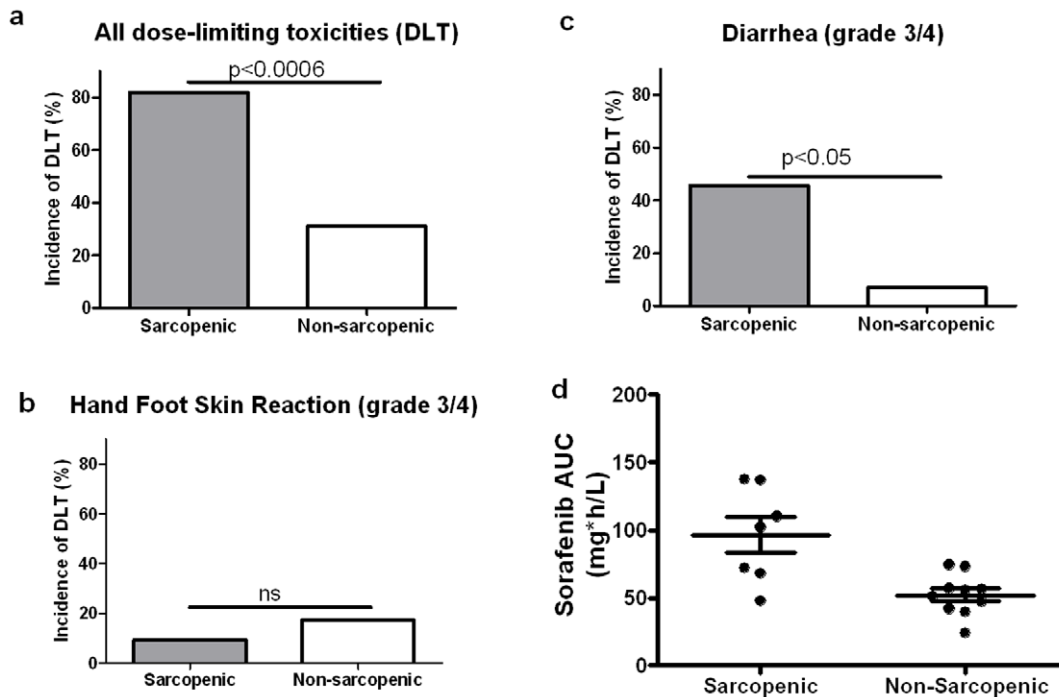 a
All dose-limiting toxicities (DLT)
p<0.0006
Incidence of DLT (%)
80
60
40
20
0
Sarcopenic Non-sarcopenic
c
Diarrhea (grade 3/4)
p<0.05
Incidence of DLT (%)
80
60
40
20
0
Sarcopenic Non-sarcopenic
b
Hand Foot Skin Reaction (grade 3/4)
ns
Incidence of DLT (%)
80
60
40
20
0
Sarcopenic Non-sarcopenic
d
Sorafenib AUC
(mg*h/L)
200
150
100
50
0
Sarcopenic Non-Sarcopenic